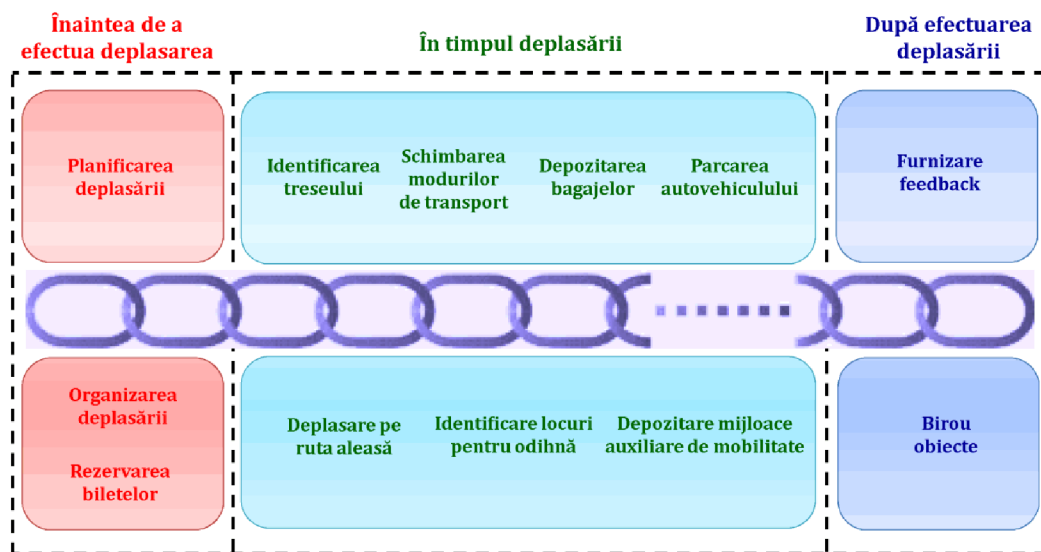 Înaintea de a
efectua deplasarea
În timpul deplasării
După efectuarea
deplasării
Planificarea
deplasării
Identificarea
treseului
Schimbarea
modurilor
de transport
Depozitarea
bagajelor
Parcarea
autovehiculului
Furnizare
feedback
Organizarea
deplasării
Rezervarea
biletelor
Deplasare pe
ruta aleasă
Identificare locuri
pentru odihnă
Depozitare mijloace
auxiliare de mobilitate
Birou
obiecte